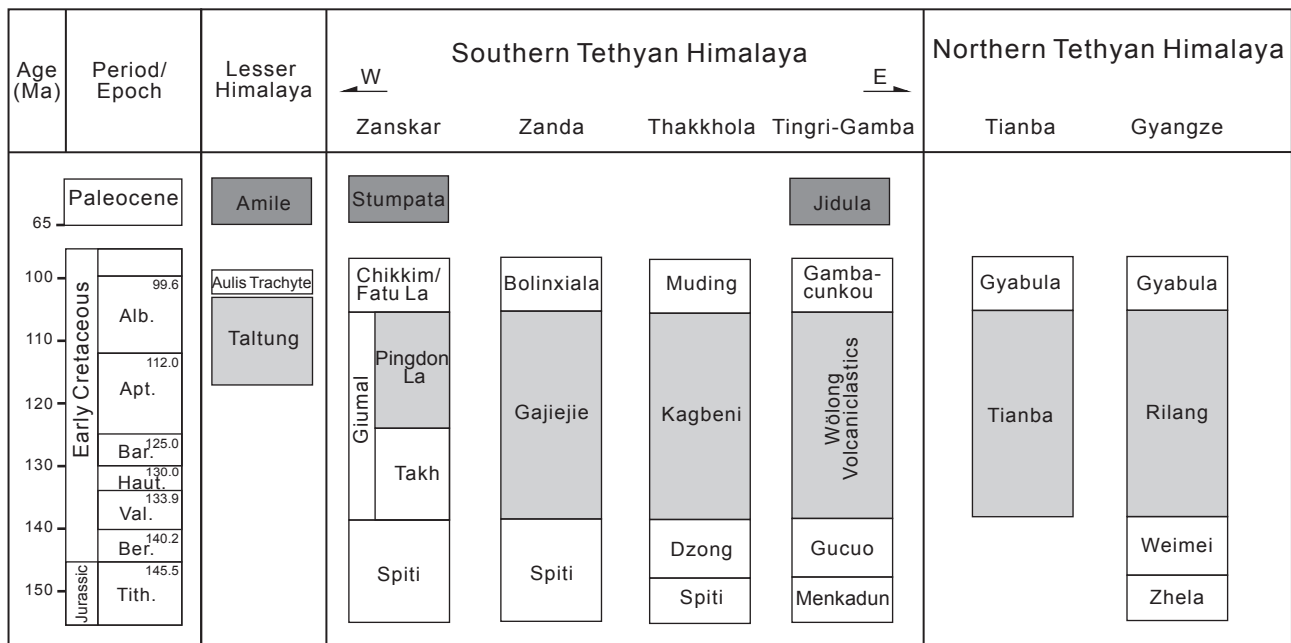 Age
(Ma)
Period/
Epoch
Lesser
Himalaya
Southern Tethyan Himalaya
W
E
Zanskar
Zanda
Thakkhola
Tingri-Gamba
Northern Tethyan Himalaya
Tianba
Gyangze
65
100
110
120
130
140
150
Paleocene
Early Cretaceous
Jurassic
99.6
Alb.
112.0
Apt.
125.0
Bar.
130.0
Haut.
133.9
Val.
140.2
Ber.
145.5
Tith.
Amile
Aulis Trachyte
Taltung
Stumpata
Chikkim/
Fatu La
Giumal
Pingdon
La
Takh
Spiti
Bolinxiala
Gajiejie
Spiti
Muding
Kagbeni
Dzong
Spiti
Jidula
Gamba-
cunkou
Wölong
Volcaniclastics
Gucuo
Menkadun
Gyabula
Tianba
Gyabula
Rilang
Weimei
Zhela